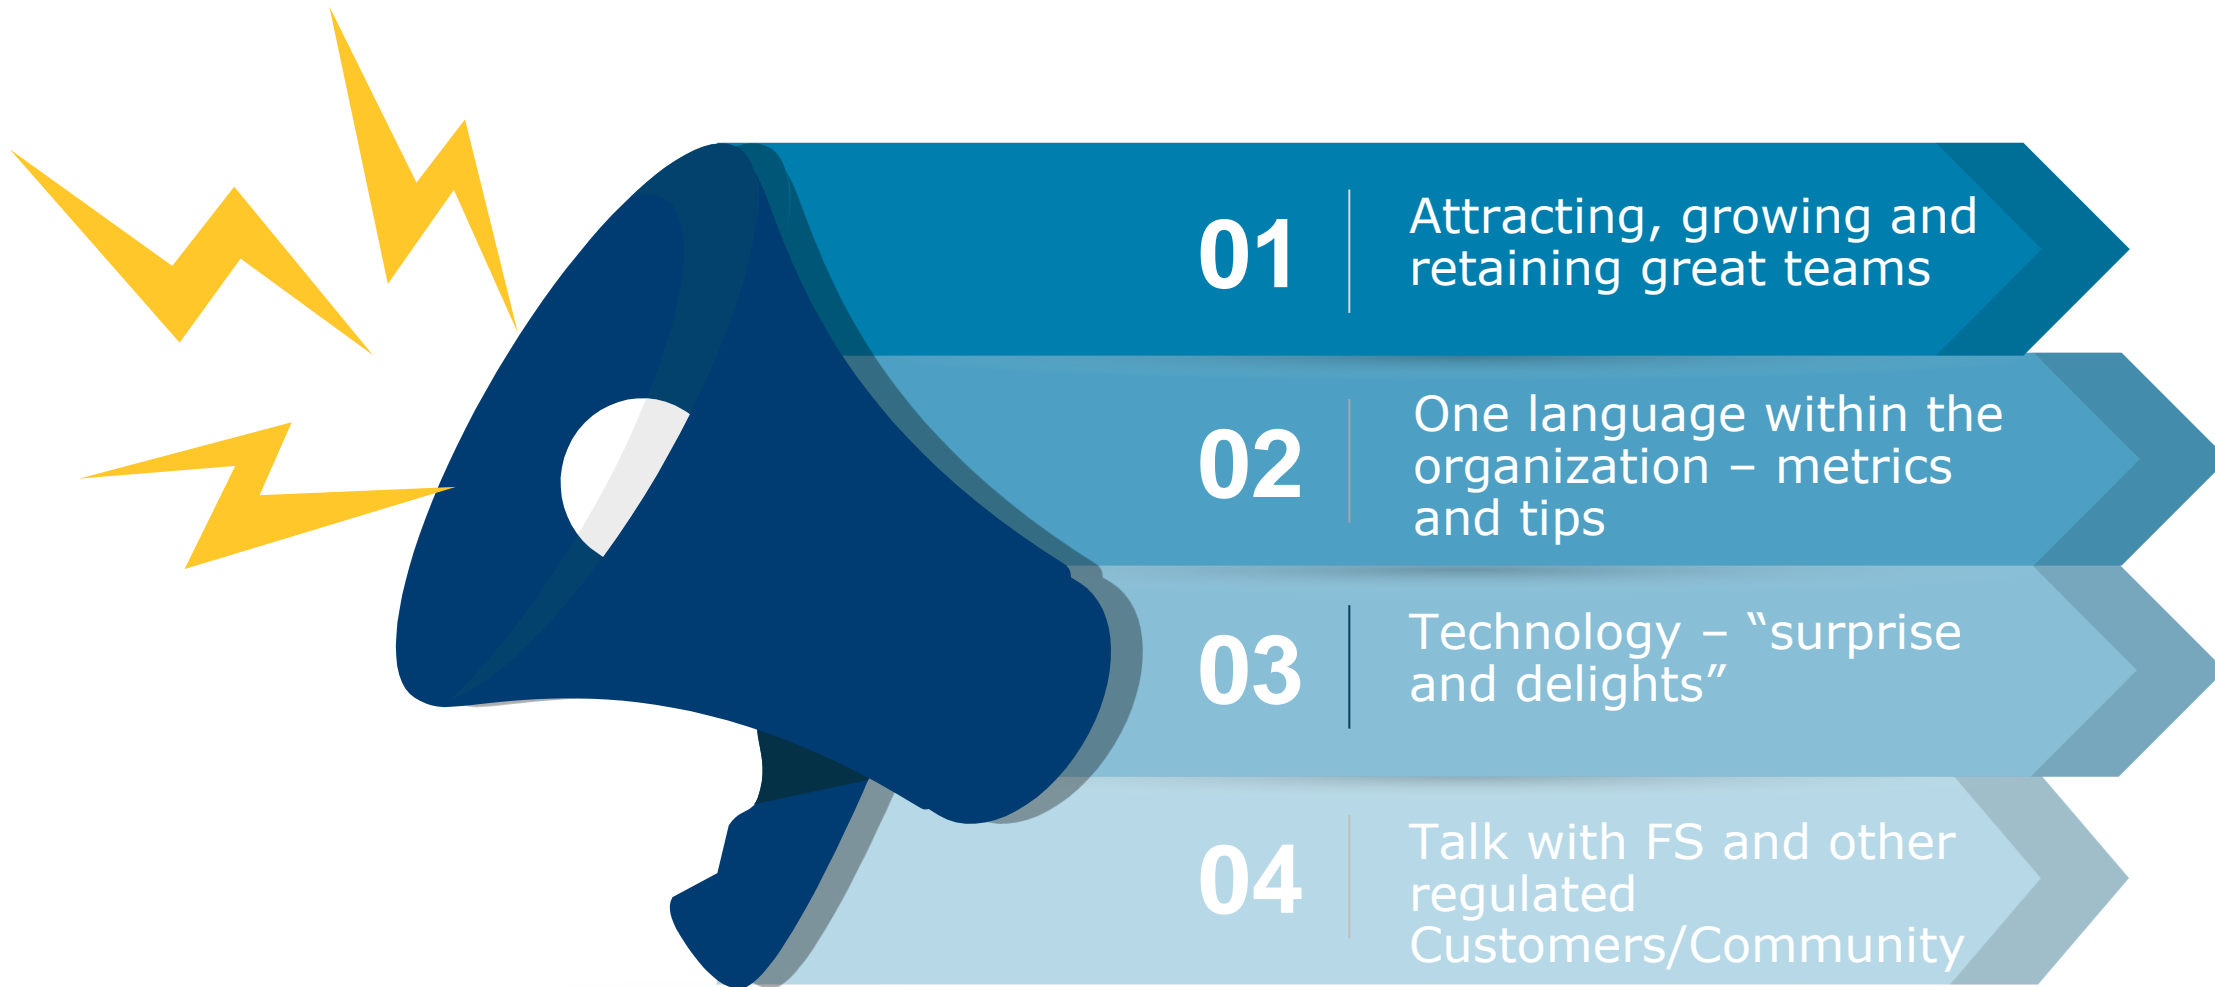 01
Attracting, growing and
retaining great teams
02
One language within the
organization – metrics
and tips
03
Technology – “surprise
and delights”
04
Talk with FS and other
regulated
Customers/Community